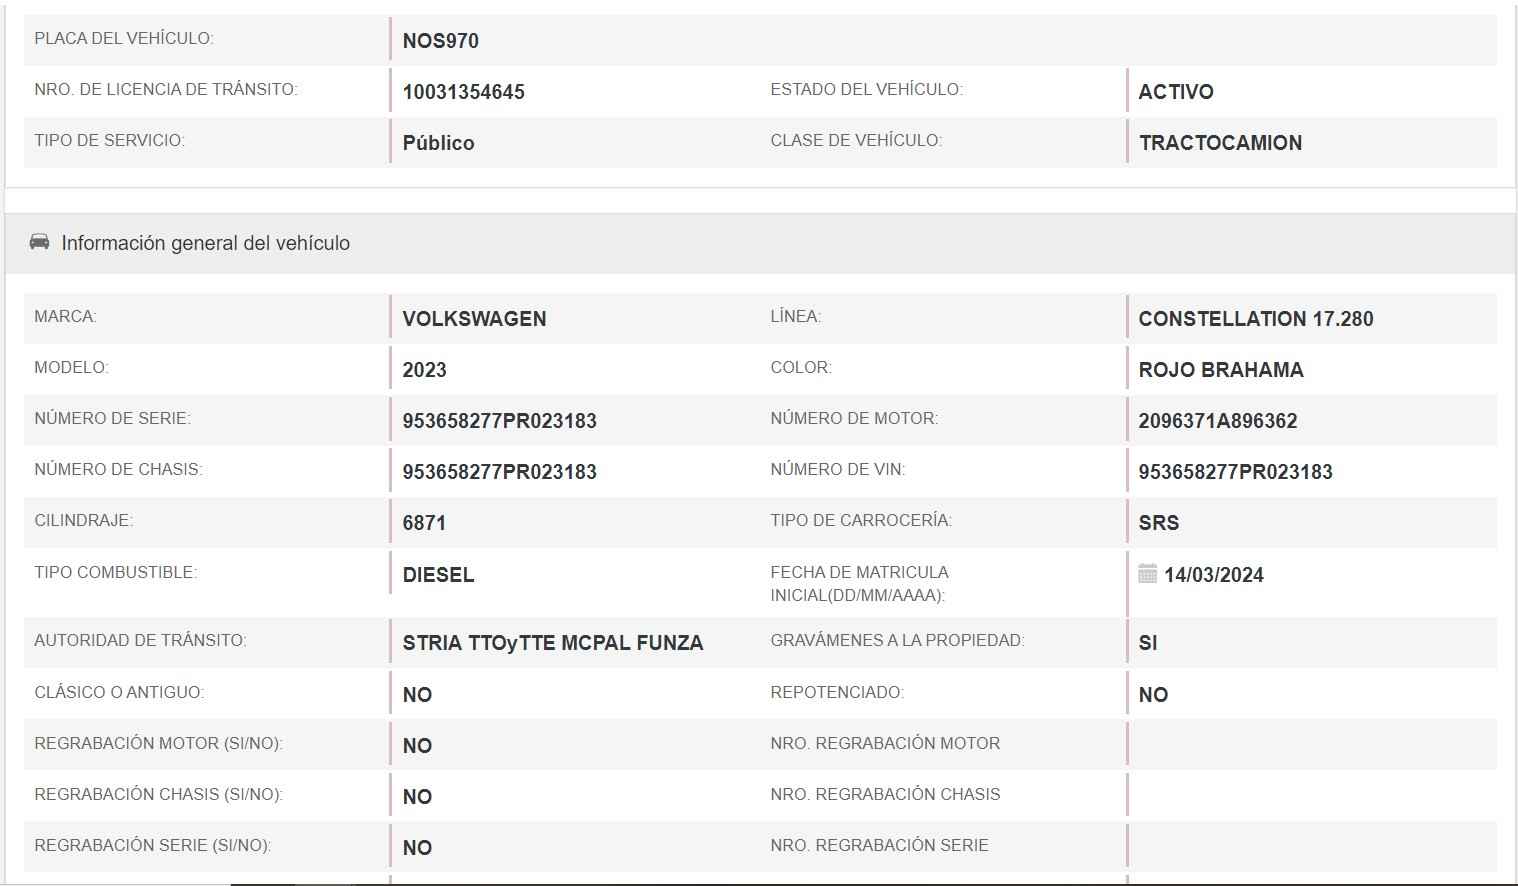 PLACA DEL VEHÍCULO: NOS970
NRO. DE LICENCIA DE TRÁNSITO: 10031354645 ESTADO DEL VEHÍCULO: ACTIVO
TIPO DE SERVICIO: Público CLASE DE VEHÍCULO: TRACTOCAMION
Información general del vehículo
MARCA: VOLKSWAGEN LÍNEA: CONSTELLATION 17.280
MODELO: 2023 COLOR: ROJO BRAHAMA
NÚMERO DE SERIE: 953658277PR023183 NÚMERO DE MOTOR: 2096371A896362
NÚMERO DE CHASIS: 953658277PR023183 NÚMERO DE VIN: 953658277PR023183
CILINDRAJE: 6871 TIPO DE CARROCERÍA: SRS
TIPO COMBUSTIBLE: DIESEL FECHA DE MATRICULA 14/03/2024
INICIAL(DD/MM/AAAA):
AUTORIDAD DE TRÁNSITO: STRIA TTOyTTE MCPAL FUNZA GRAVÁMENES A LA PROPIEDAD: SI
CLÁSICO O ANTIGUO: NO REPOTENCIADO: NO
REGRABACIÓN MOTOR (SI/NO): NO NRO. REGRABACIÓN MOTOR
REGRABACIÓN CHASIS (SI/NO): NO NRO. REGRABACIÓN CHASIS
REGRABACIÓN SERIE (SI/NO): NO NRO. REGRABACIÓN SERIE